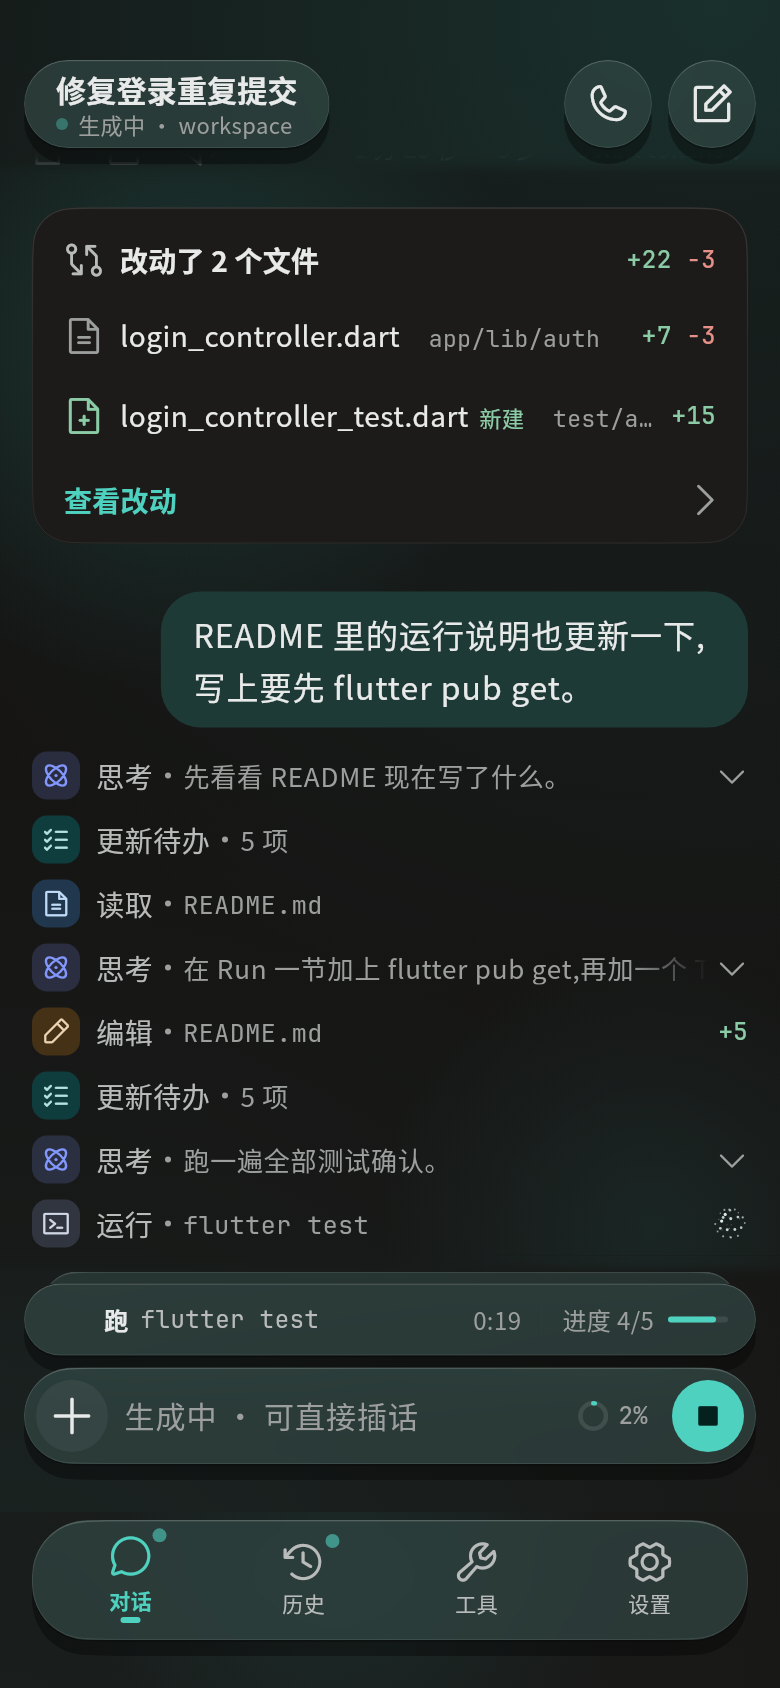 修复登录重复提交
生成中 • workspace
改动了 2 个文件 +22 -3
login_controller.dart app/lib/auth +7 -3
login_controller_test.dart 新建 test/a… +15
查看改动
README 里的运行说明也更新一下,
写上要先 flutter pub get。
思考 · 先看看 README 现在写了什么。
更新待办 · 5 项
读取 · README.md
思考 · 在 Run 一节加上 flutter pub get,再加一个
编辑 · README.md +5
更新待办 · 5 项
思考 · 跑一遍全部测试确认。
运行 · flutter test
跑 flutter test 0:19 进度 4/5
生成中 • 可直接插话 2%
对话 历史 工具 设置